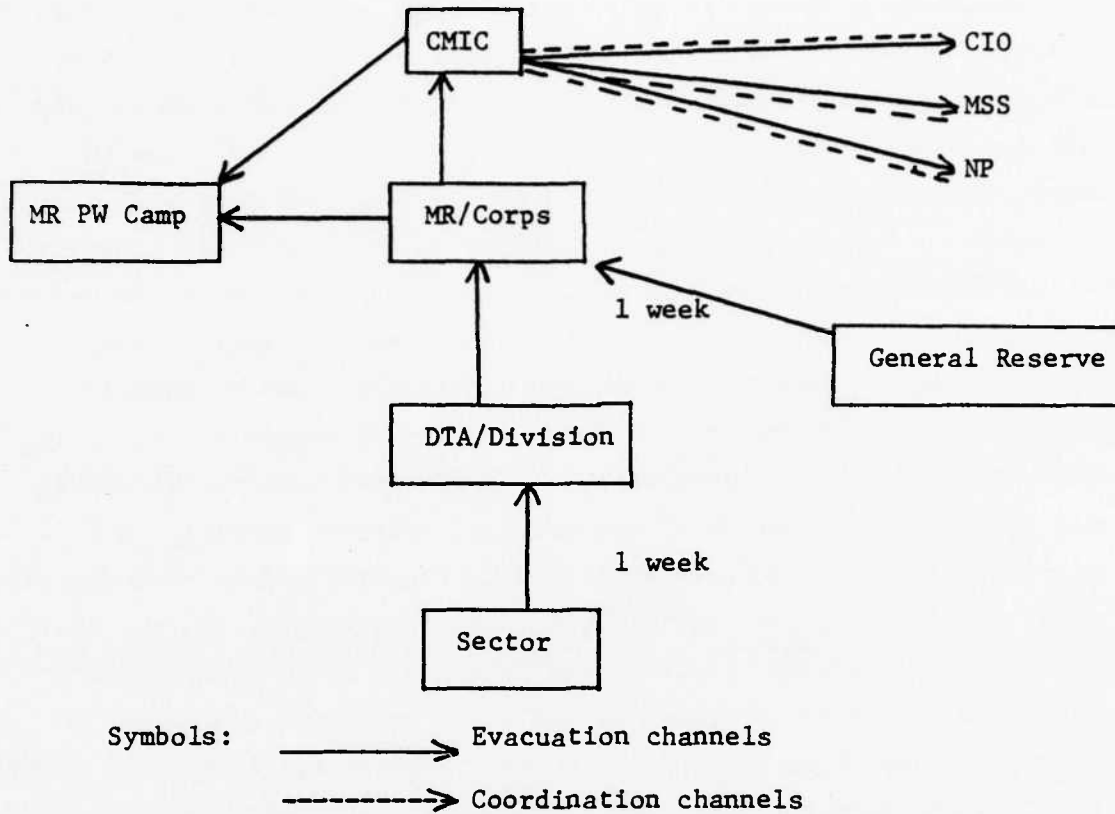 CMIC
CIO
MSS
NP
MR PW Camp
MR/Corps
1 week
General Reserve
DTA/Division
1 week
Sector
Symbols:
Evacuation channels
Coordination channels